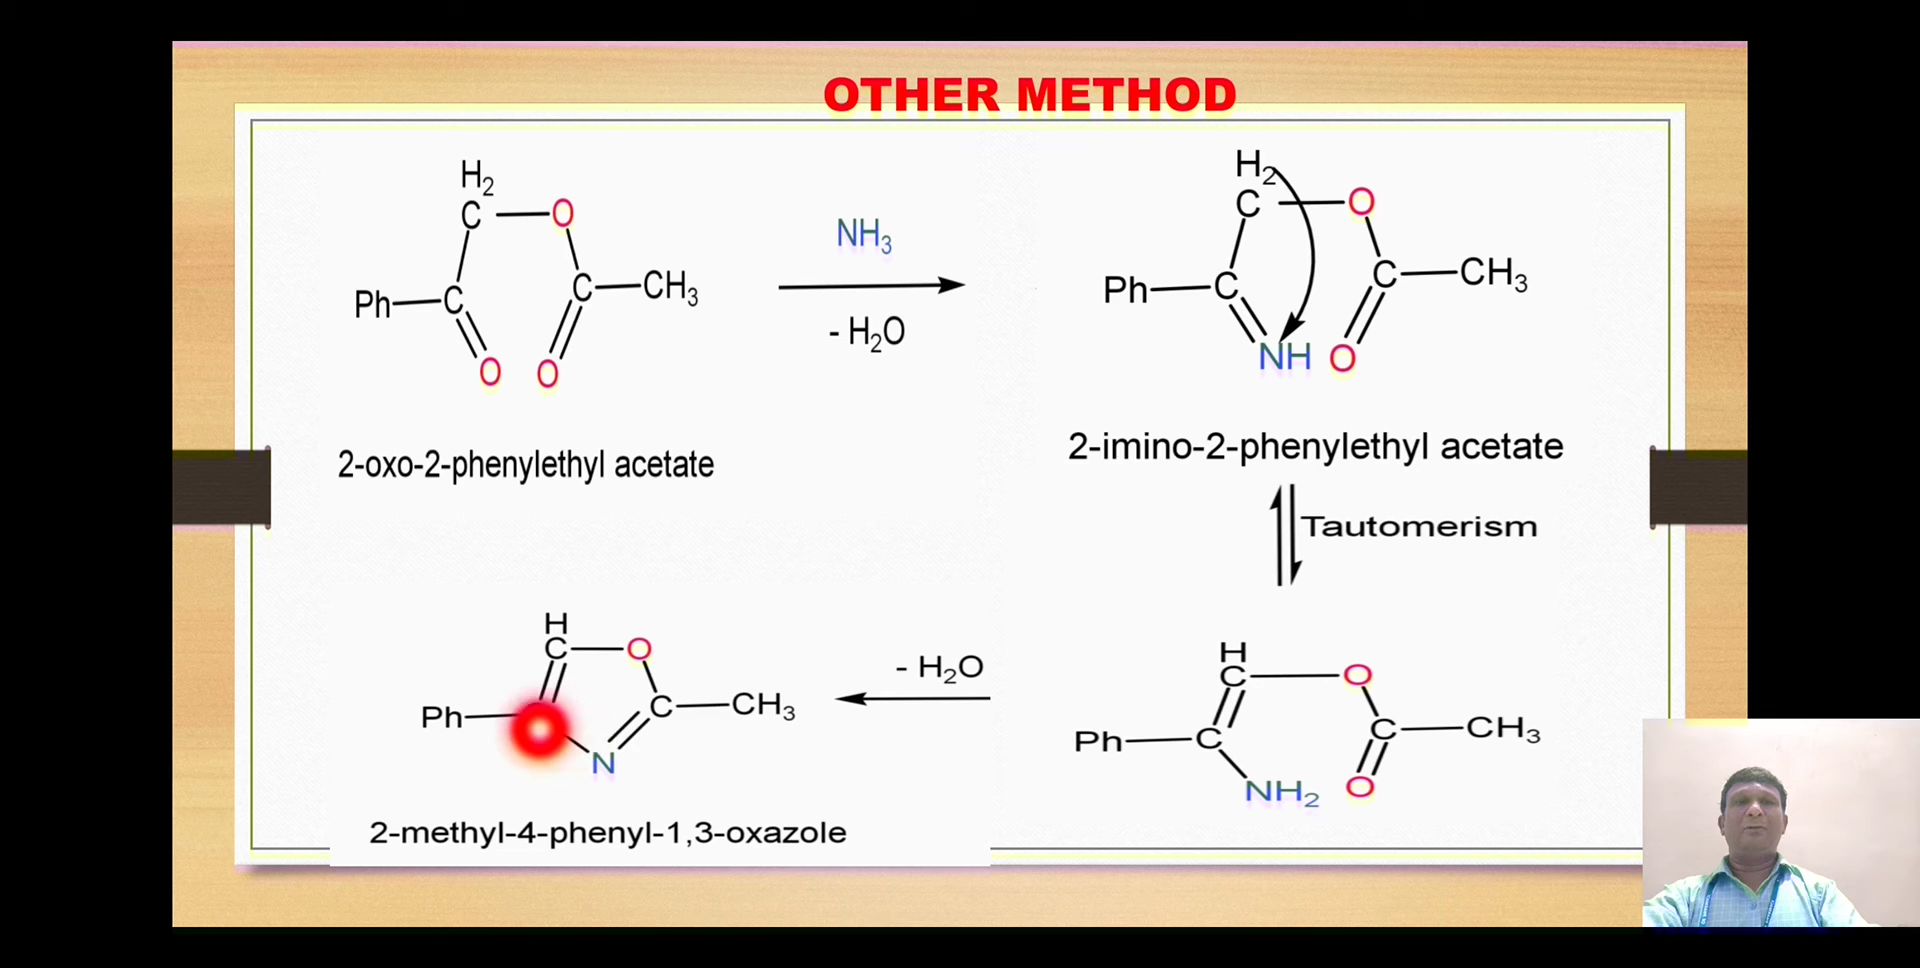 OTHER METHOD
H2
C O
Ph C C CH3
O O
2-oxo-2-phenylethyl acetate
NH3
- H2O
H2
C O
Ph C C CH3
NH O
2-imino-2-phenylethyl acetate
Tautomerism
H
C O
Ph C C CH3
NH2 O
- H2O
H
C O
Ph C CH3
N
2-methyl-4-phenyl-1,3-oxazole